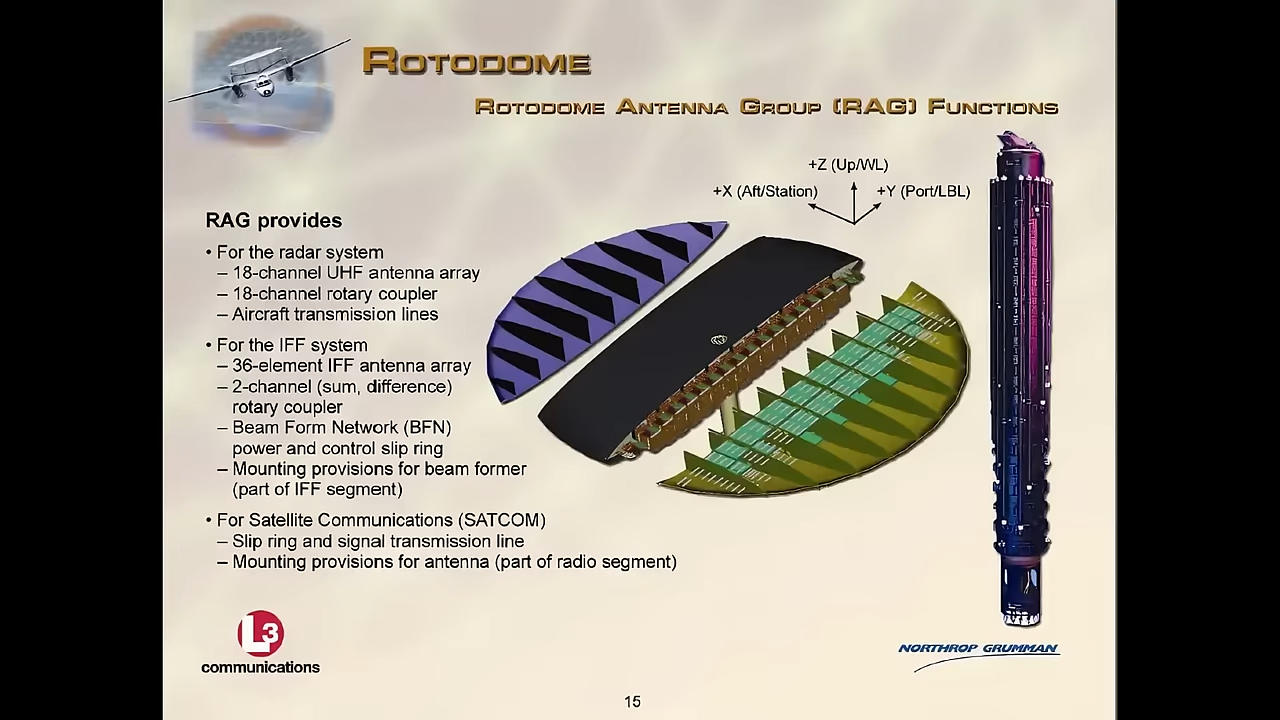 ROTODOME
ROTODOME ANTENNA GROUP (RAG) FUNCTIONS
+Z (Up/WL)
+X (Aft/Station)
+Y (Port/LBL)
RAG provides
• For the radar system
– 18-channel UHF antenna array
– 18-channel rotary coupler
– Aircraft transmission lines
• For the IFF system
– 36-element IFF antenna array
– 2-channel (sum, difference)
rotary coupler
– Beam Form Network (BFN)
power and control slip ring
– Mounting provisions for beam former
(part of IFF segment)
• For Satellite Communications (SATCOM)
– Slip ring and signal transmission line
– Mounting provisions for antenna (part of radio segment)
L3
communications
NORTHROP GRUMMAN
15